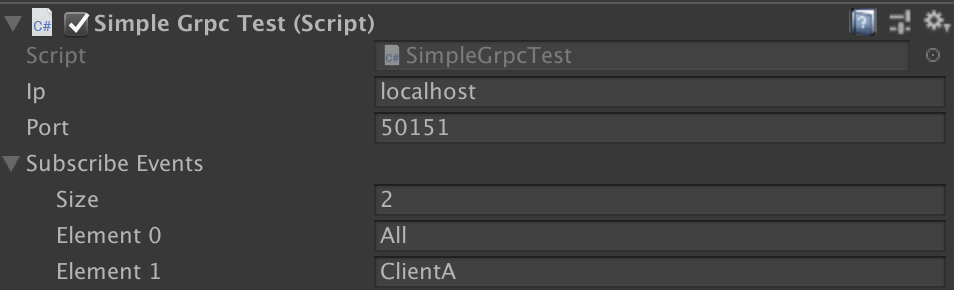 C# Simple Grpc Test (Script)
Script C# SimpleGrpcTest
Ip localhost
Port 50151
Subscribe Events
Size 2
Element 0 All
Element 1 ClientA